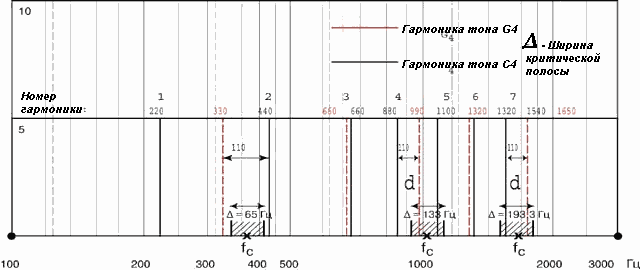 10
Гармоника тона G4
G4
Гармоника тона C4
4
Δ - Ширина
критической
полосы
Номер
гармоники:
1 2 3 4 5 6 7
220 330 440 660 660 880 990 1100 1320 1320 1540 1650
5
110 110 110
d d
Δ = 65 Гц Δ = 133 Гц Δ = 193,3 Гц
fc fc fc
100 200 300 400 500 1000 2000 3000 Гц